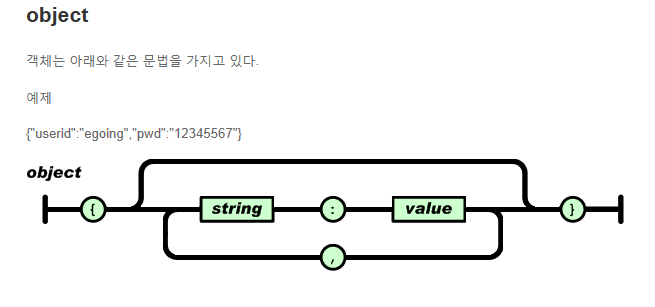 object
객체는 아래와 같은 문법을 가지고 있다.
예제
{"userid":"egoing","pwd":"12345567"}
object
{ string : value }
,